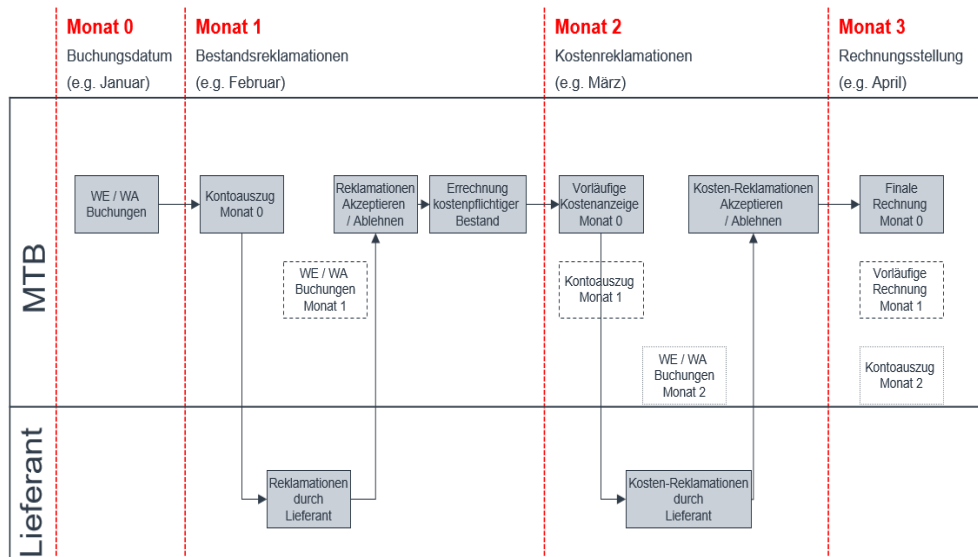 Monat 0
Buchungsdatum
(e.g. Januar)
Monat 1
Bestandsreklamationen
(e.g. Februar)
Monat 2
Kostenreklamationen
(e.g. März)
Monat 3
Rechnungsstellung
(e.g. April)
MTB
WE / WA
Buchungen
Kontoauszug
Monat 0
Reklamationen
Akzeptieren
/ Ablehnen
Errechnung
kostenpflichtiger
Bestand
Vorläufige
Kostenanzeige
Monat 0
Kosten-Reklamationen
Akzeptieren
/ Ablehnen
Finale
Rechnung
Monat 0
WE / WA
Buchungen
Monat 1
Kontoauszug
Monat 1
Vorläufige
Rechnung
Monat 1
WE / WA
Buchungen
Monat 2
Kontoauszug
Monat 2
Lieferant
Reklamationen
durch
Lieferant
Kosten-Reklamationen
durch
Lieferant